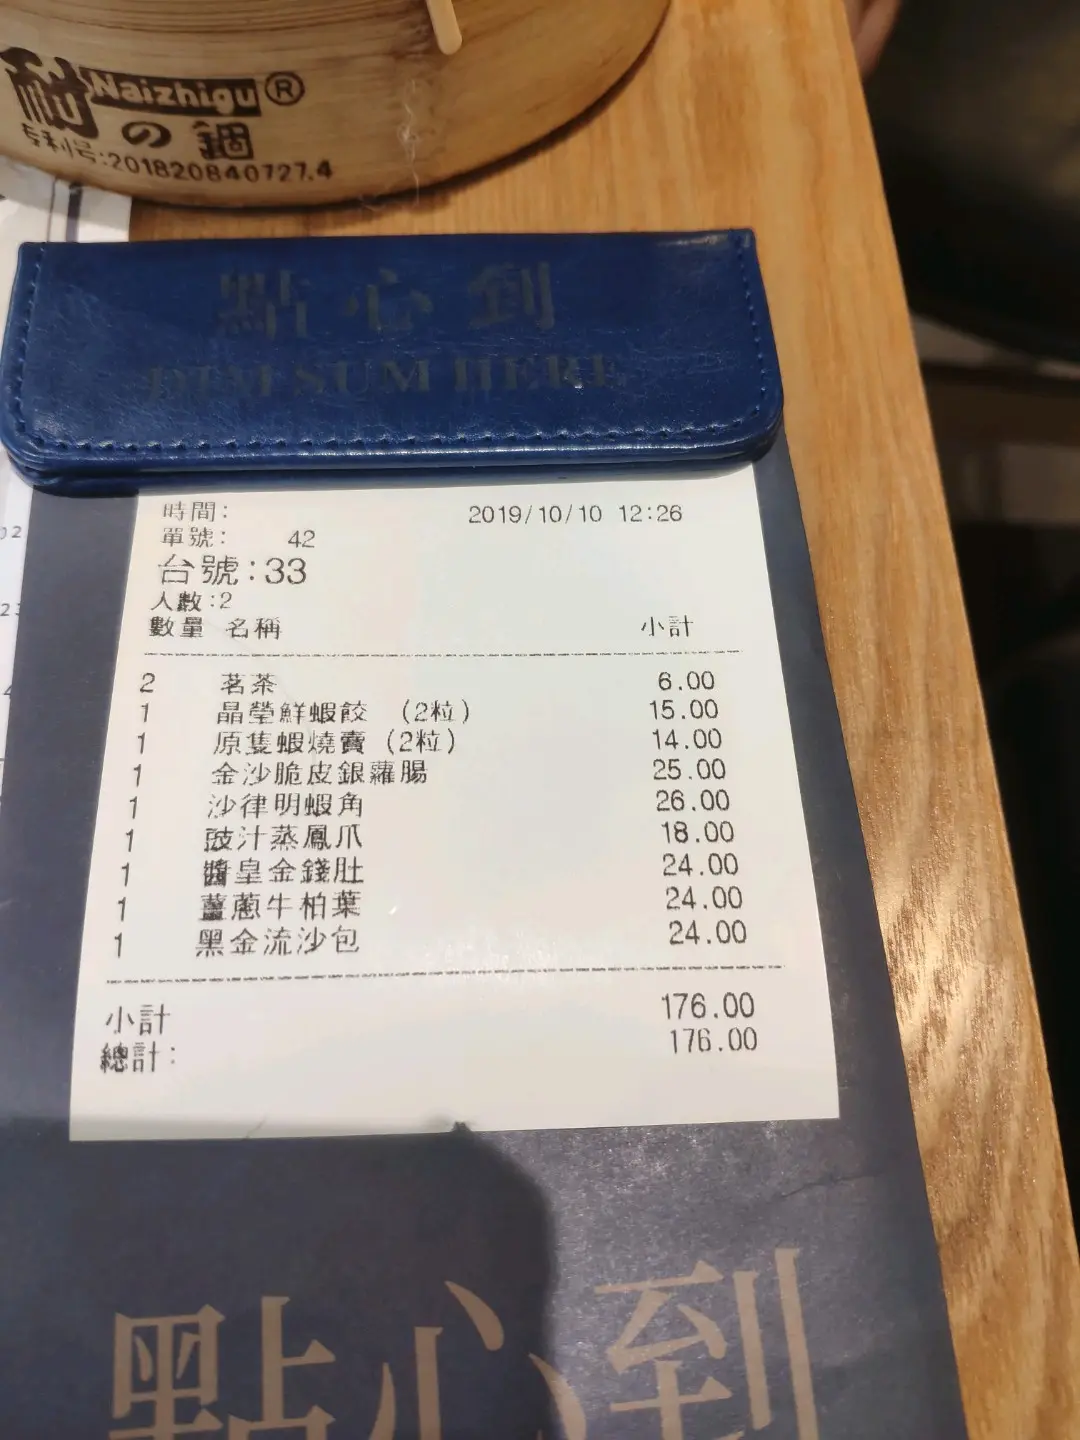 耐 Naizhigu®
の 鍋
专利号:201820840727.4
點心到
DIM SUM HERE
時間: 2019/10/10 12:26
單號: 42
台號:33
人數:2
數量 名稱 小計
2 茗茶 6.00
1 晶瑩鮮蝦餃 (2粒) 15.00
1 原隻蝦燒賣 (2粒) 14.00
1 金沙脆皮銀蘿腸 25.00
1 沙律明蝦角 26.00
1 豉汁蒸鳳爪 18.00
1 醬皇金錢肚 24.00
1 薑蔥牛柏葉 24.00
1 黑金流沙包 24.00
小計 176.00
總計: 176.00
點心到